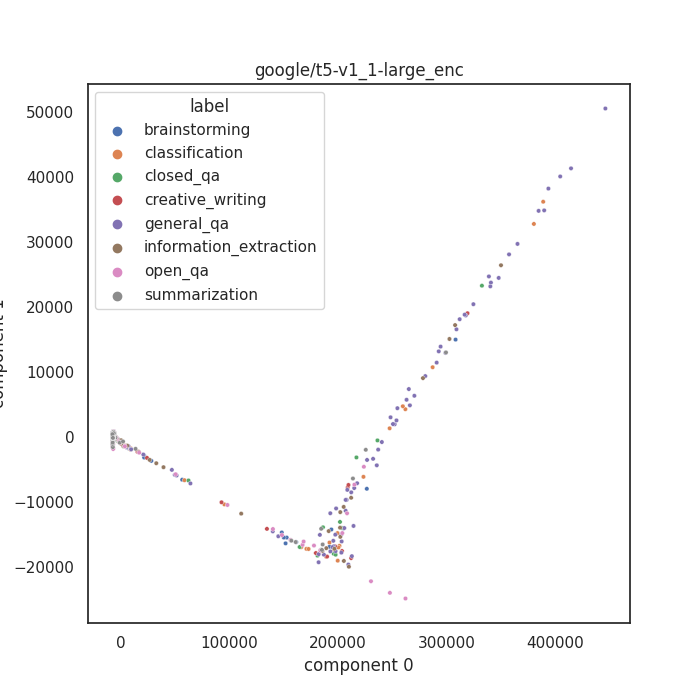 google/t5-v1_1-large_enc
label
brainstorming
classification
closed_qa
creative_writing
general_qa
information_extraction
open_qa
summarization
50000
40000
30000
20000
10000
0
−10000
−20000
component 1
0
100000
200000
300000
400000
component 0